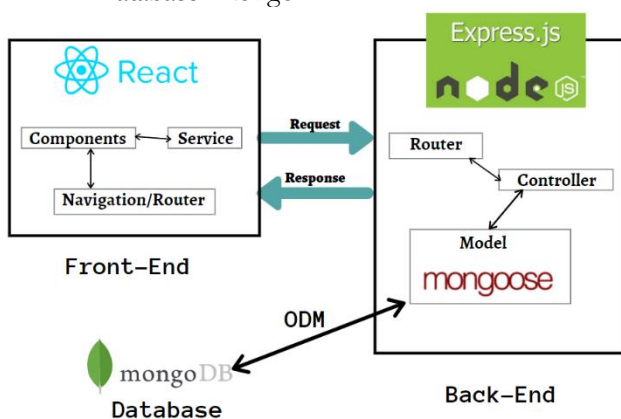 Express.js
React
node
JS
Components
Service
Request
Router
Response
Controller
Navigation/Router
Model
mongoose
Front-End
ODM
mongoDB
Database
Back-End